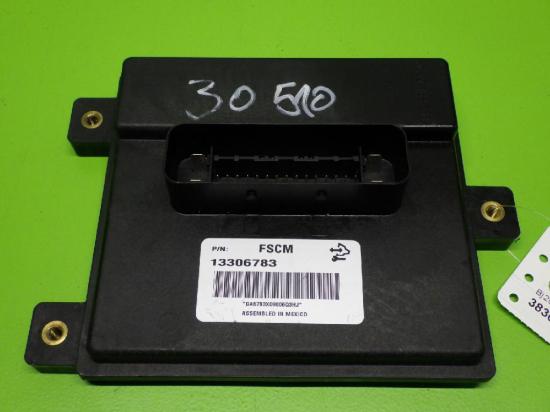 30 510
P/N: FSCM
13306783
ASSEMBLED IN MEXICO